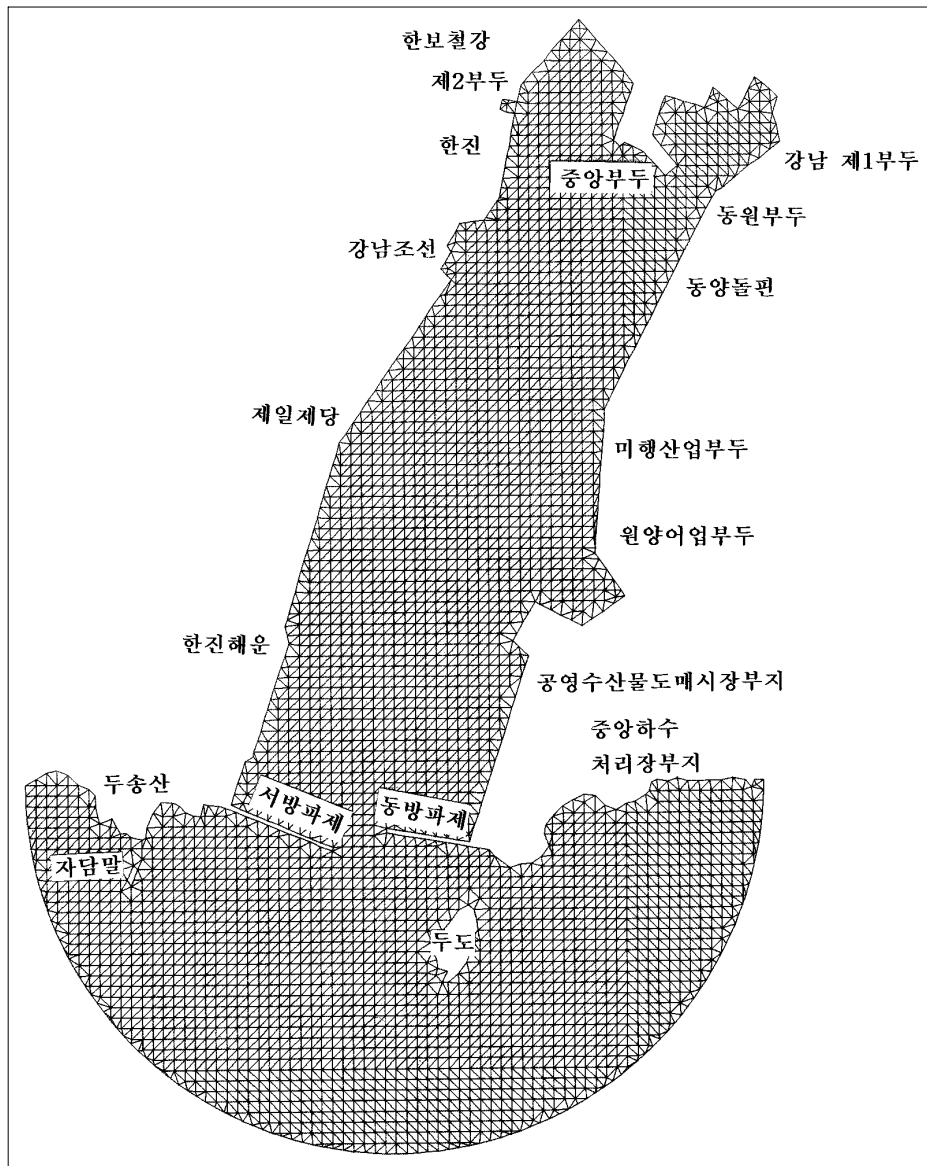 한보철강
제2부두
한진
중앙부두
강남 제1부두
동원부두
강남조선
동양돌핀
제일제당
미행산업부두
원양어업부두
한진해운
공영수산물도매시장부지
중앙하수
처리장부지
두송산
서방파제
동방파제
자담말
두도